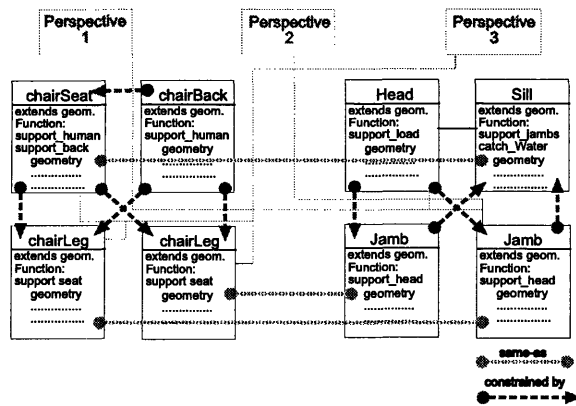 Perspective
1
Perspective
2
Perspective
3
chairSeat
extends geom.
Function:
support_human
support_back
geometry
chairBack
extends geom.
Function:
support_human
geometry
Head
extends geom.
Function:
support_load
geometry
Sill
extends geom.
Function:
support_jambs
catch_Water
geometry
chairLeg
extends geom.
Function:
support seat
geometry
chairLeg
extends geom.
Function:
support seat
geometry
Jamb
extends geom.
Function:
support_head
geometry
Jamb
extends geom.
Function:
support_head
geometry
same-as
constrained by